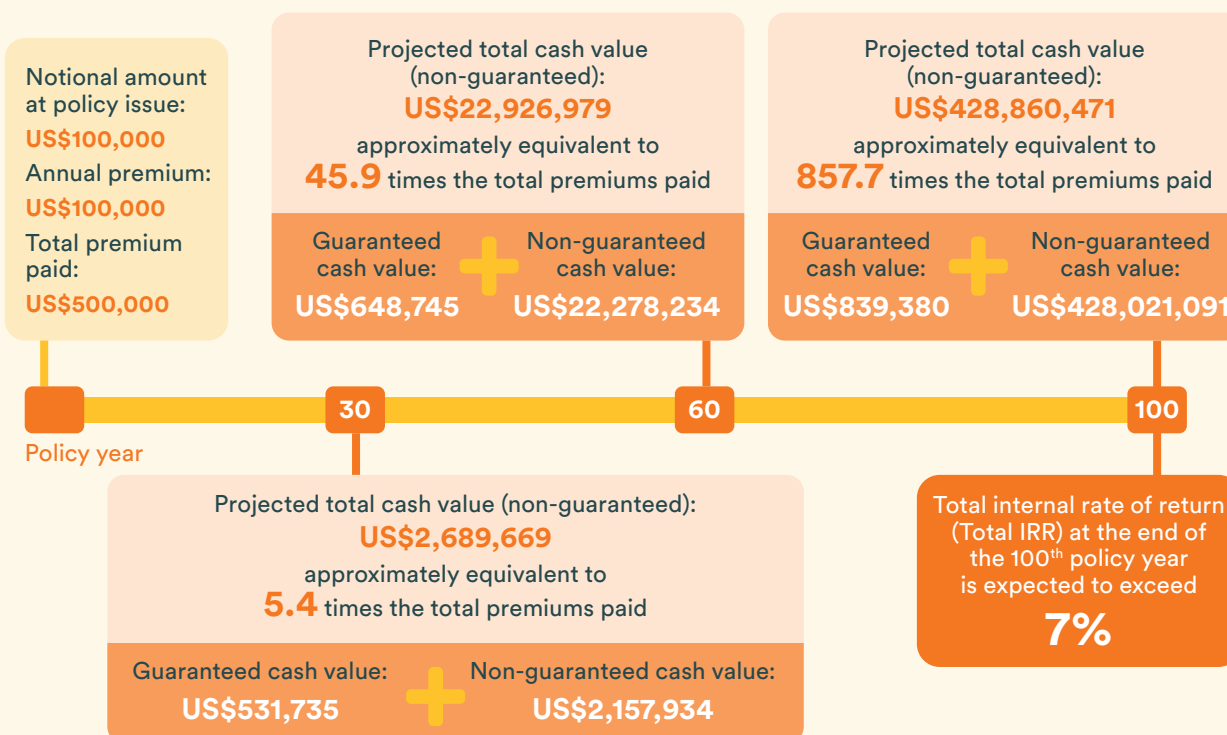 Notional amount
at policy issue:
US$100,000
Annual premium:
US$100,000
Total premium
paid:
US$500,000
Projected total cash value
(non-guaranteed):
US$22,926,979
approximately equivalent to
45.9 times the total premiums paid
Guaranteed
cash value:
US$648,745
Non-guaranteed
cash value:
US$22,278,234
Projected total cash value
(non-guaranteed):
US$428,860,471
approximately equivalent to
857.7 times the total premiums paid
Guaranteed
cash value:
US$839,380
Non-guaranteed
cash value:
US$428,021,091
30
60
100
Policy year
Projected total cash value (non-guaranteed):
US$2,689,669
approximately equivalent to
5.4 times the total premiums paid
Guaranteed cash value:
US$531,735
Non-guaranteed cash value:
US$2,157,934
Total internal rate of return
(Total IRR) at the end of
the 100th policy year
is expected to exceed
7%